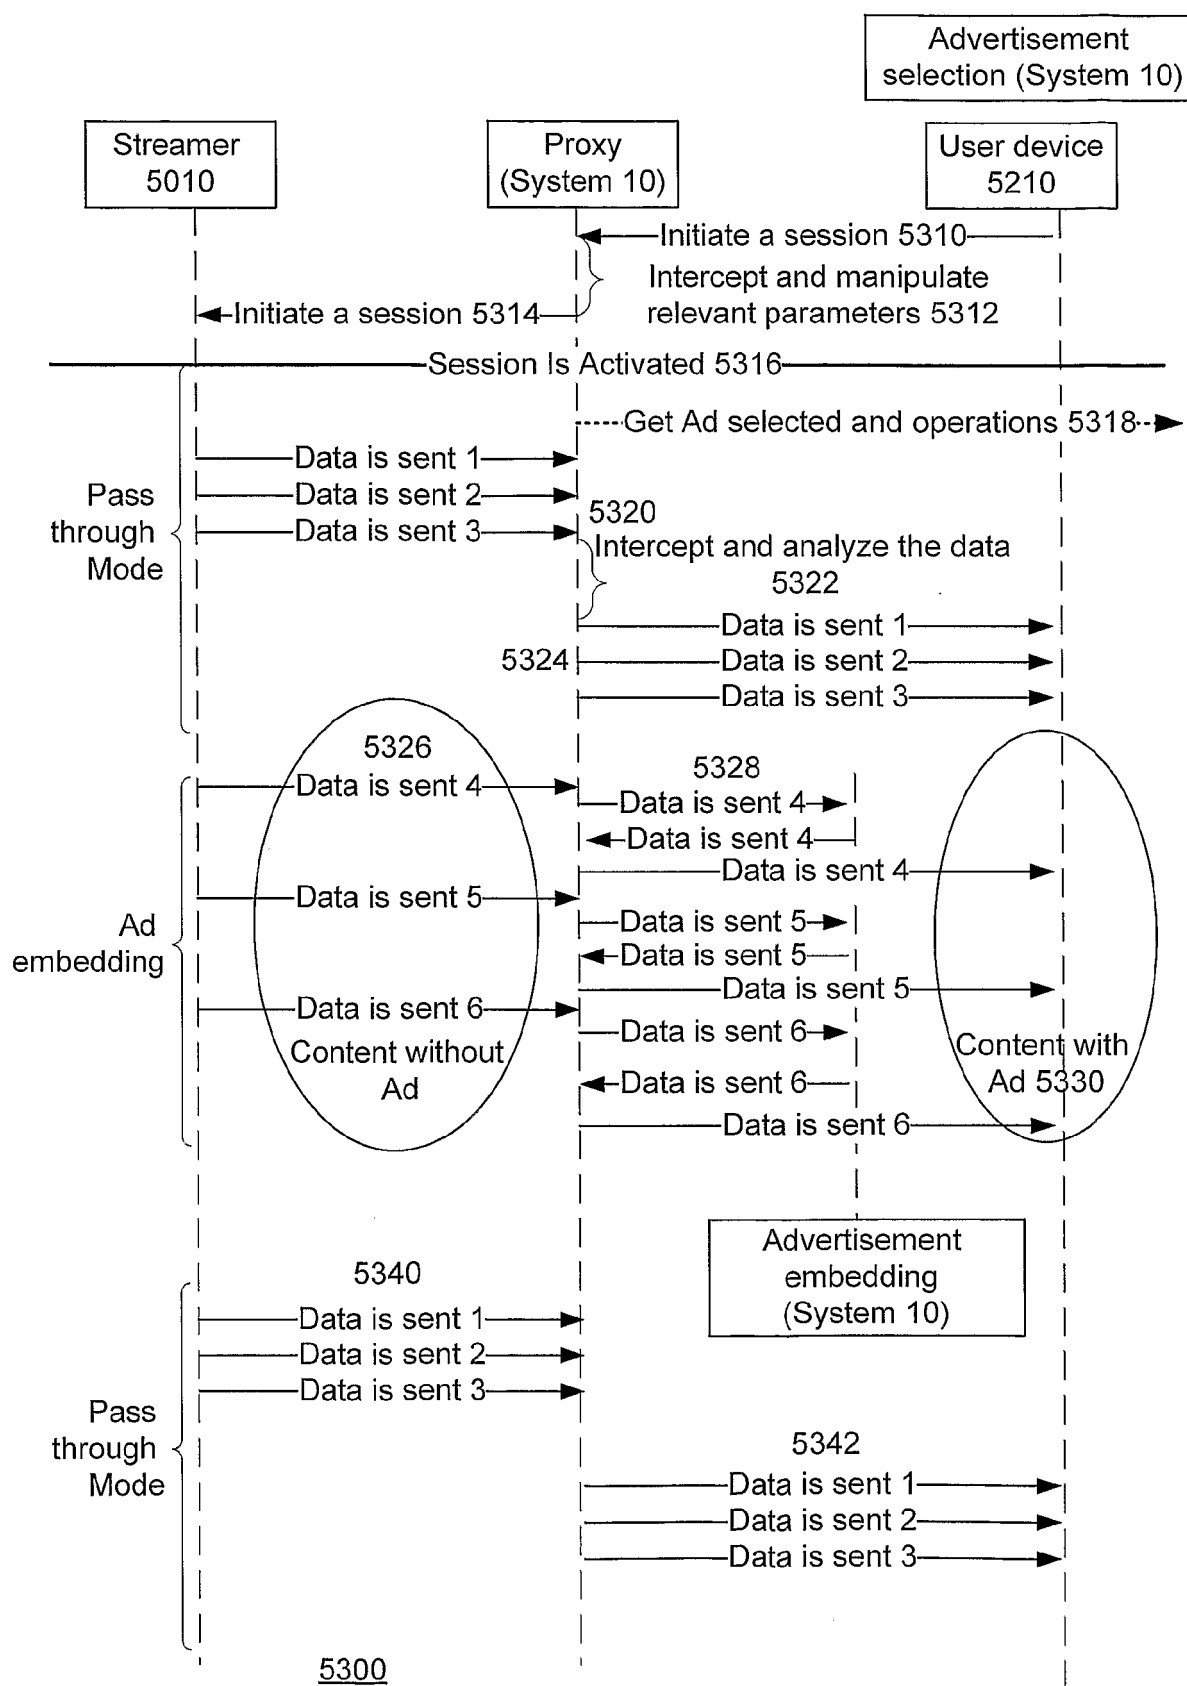 Advertisement
selection (System 10)
Streamer
5010
Proxy
(System 10)
User device
5210
Initiate a session 5310
Intercept and manipulate
relevant parameters 5312
Initiate a session 5314
Session Is Activated 5316
Get Ad selected and operations 5318
Data is sent 1
Data is sent 2
Data is sent 3
Pass
through
Mode
5320
Intercept and analyze the data
5322
Data is sent 1
5324
Data is sent 2
Data is sent 3
5326
Data is sent 4
5328
Data is sent 4
Data is sent 4
Data is sent 4
Data is sent 5
Data is sent 5
Data is sent 5
Data is sent 5
Ad
embedding
Data is sent 6
Data is sent 6
Data is sent 6
Data is sent 6
Content without
Ad
Content with
Ad 5330
Advertisement
embedding
(System 10)
5340
Data is sent 1
Data is sent 2
Data is sent 3
Pass
through
Mode
5342
Data is sent 1
Data is sent 2
Data is sent 3
5300